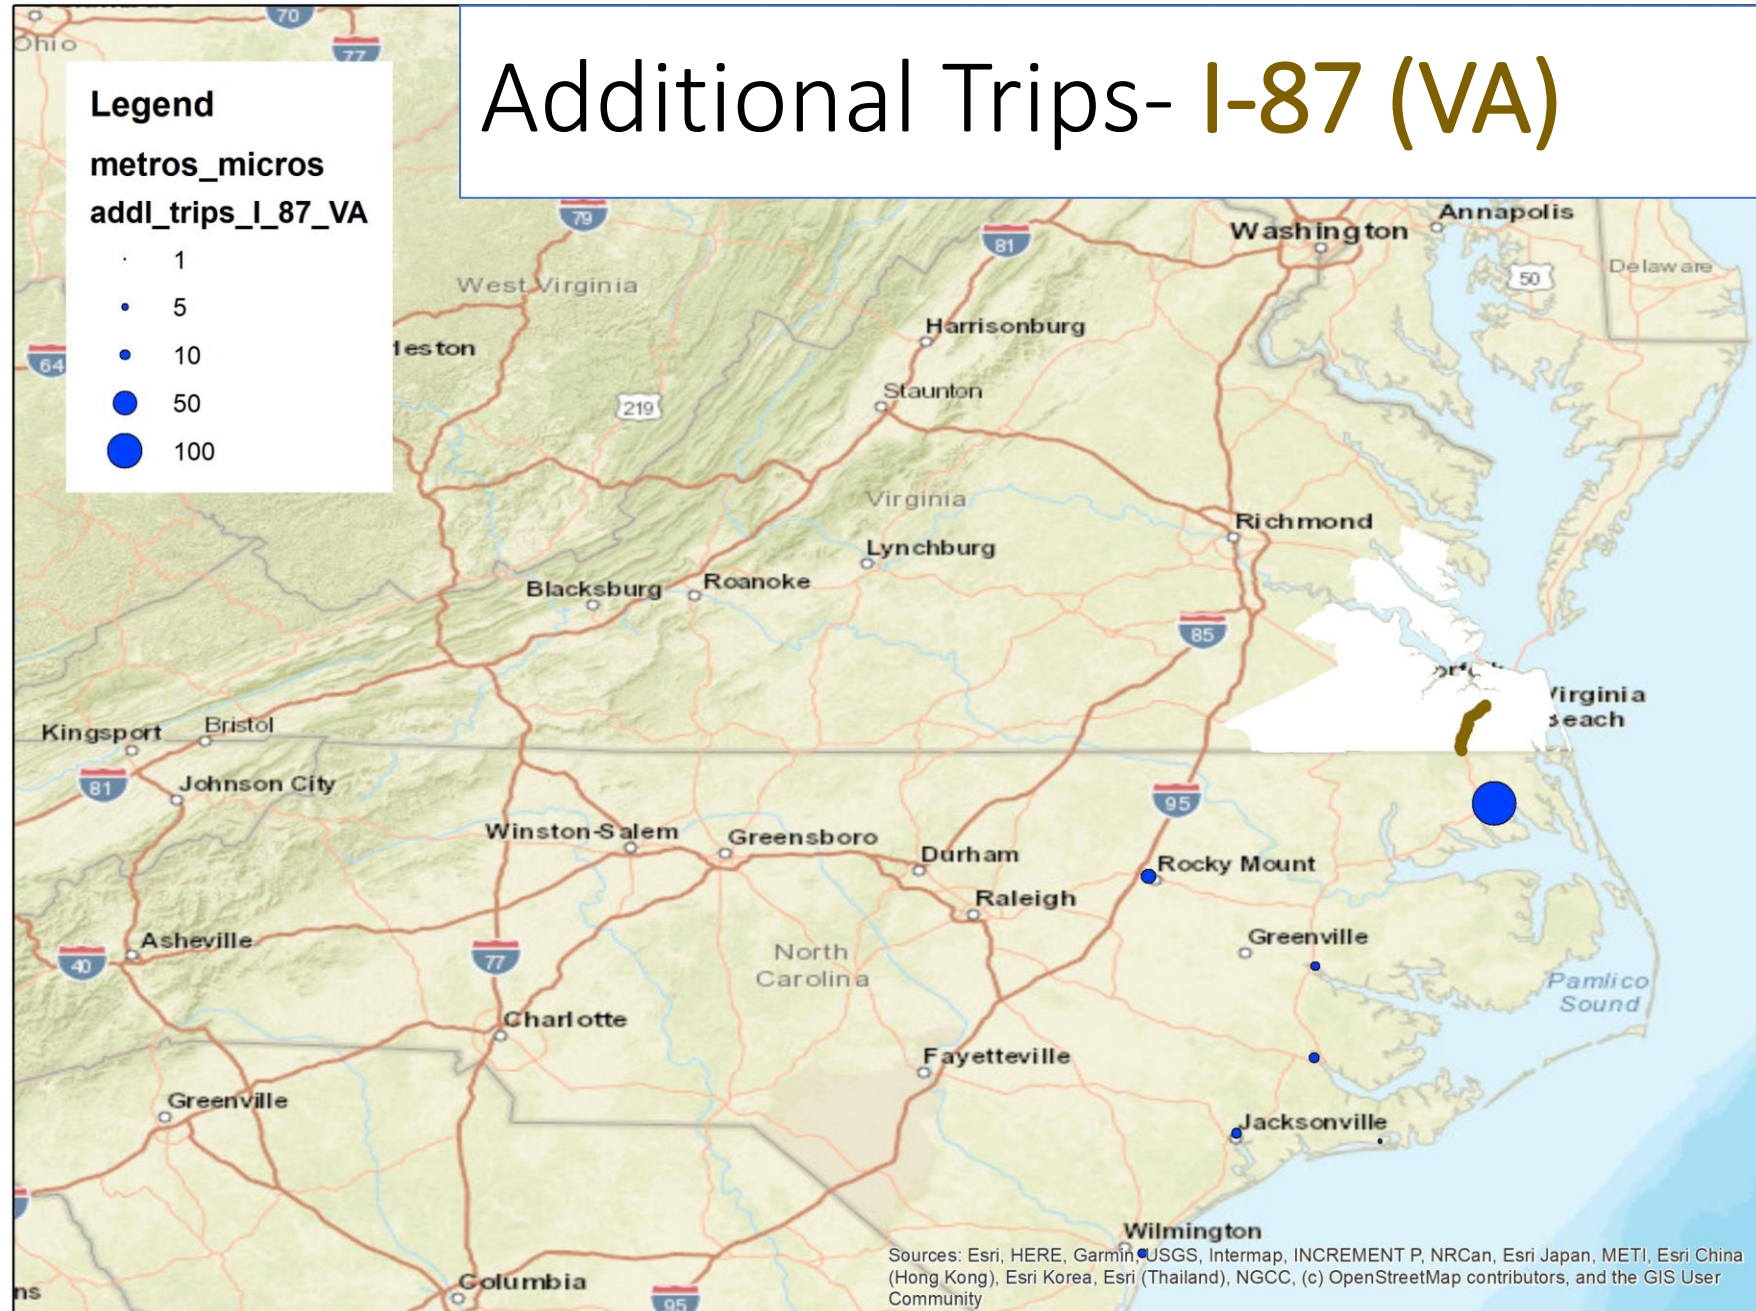 Additional Trips- I-87 (VA)
Legend
metros_micros
addl_trips_I_87_VA
1
5
10
50
100
Ohio
70
77
79
81
Washington
Annapolis
50
Delaware
West Virginia
64
leston
Harrisonburg
219
Staunton
Virginia
Richmond
Lynchburg
Blacksburg
Roanoke
85
Virginia
Beach
Kingsport
Bristol
81
Johnson City
95
Winston-Salem
Greensboro
Durham
Rocky Mount
Raleigh
Greenville
Asheville
40
77
North
Carolina
Pamlico
Sound
Charlotte
Fayetteville
Greenville
Jacksonville
Wilmington
Columbia
95
ns
Sources: Esri, HERE, Garmin, USGS, Intermap, INCREMENT P, NRCan, Esri Japan, METI, Esri China
(Hong Kong), Esri Korea, Esri (Thailand), NGCC, (c) OpenStreetMap contributors, and the GIS User
Community